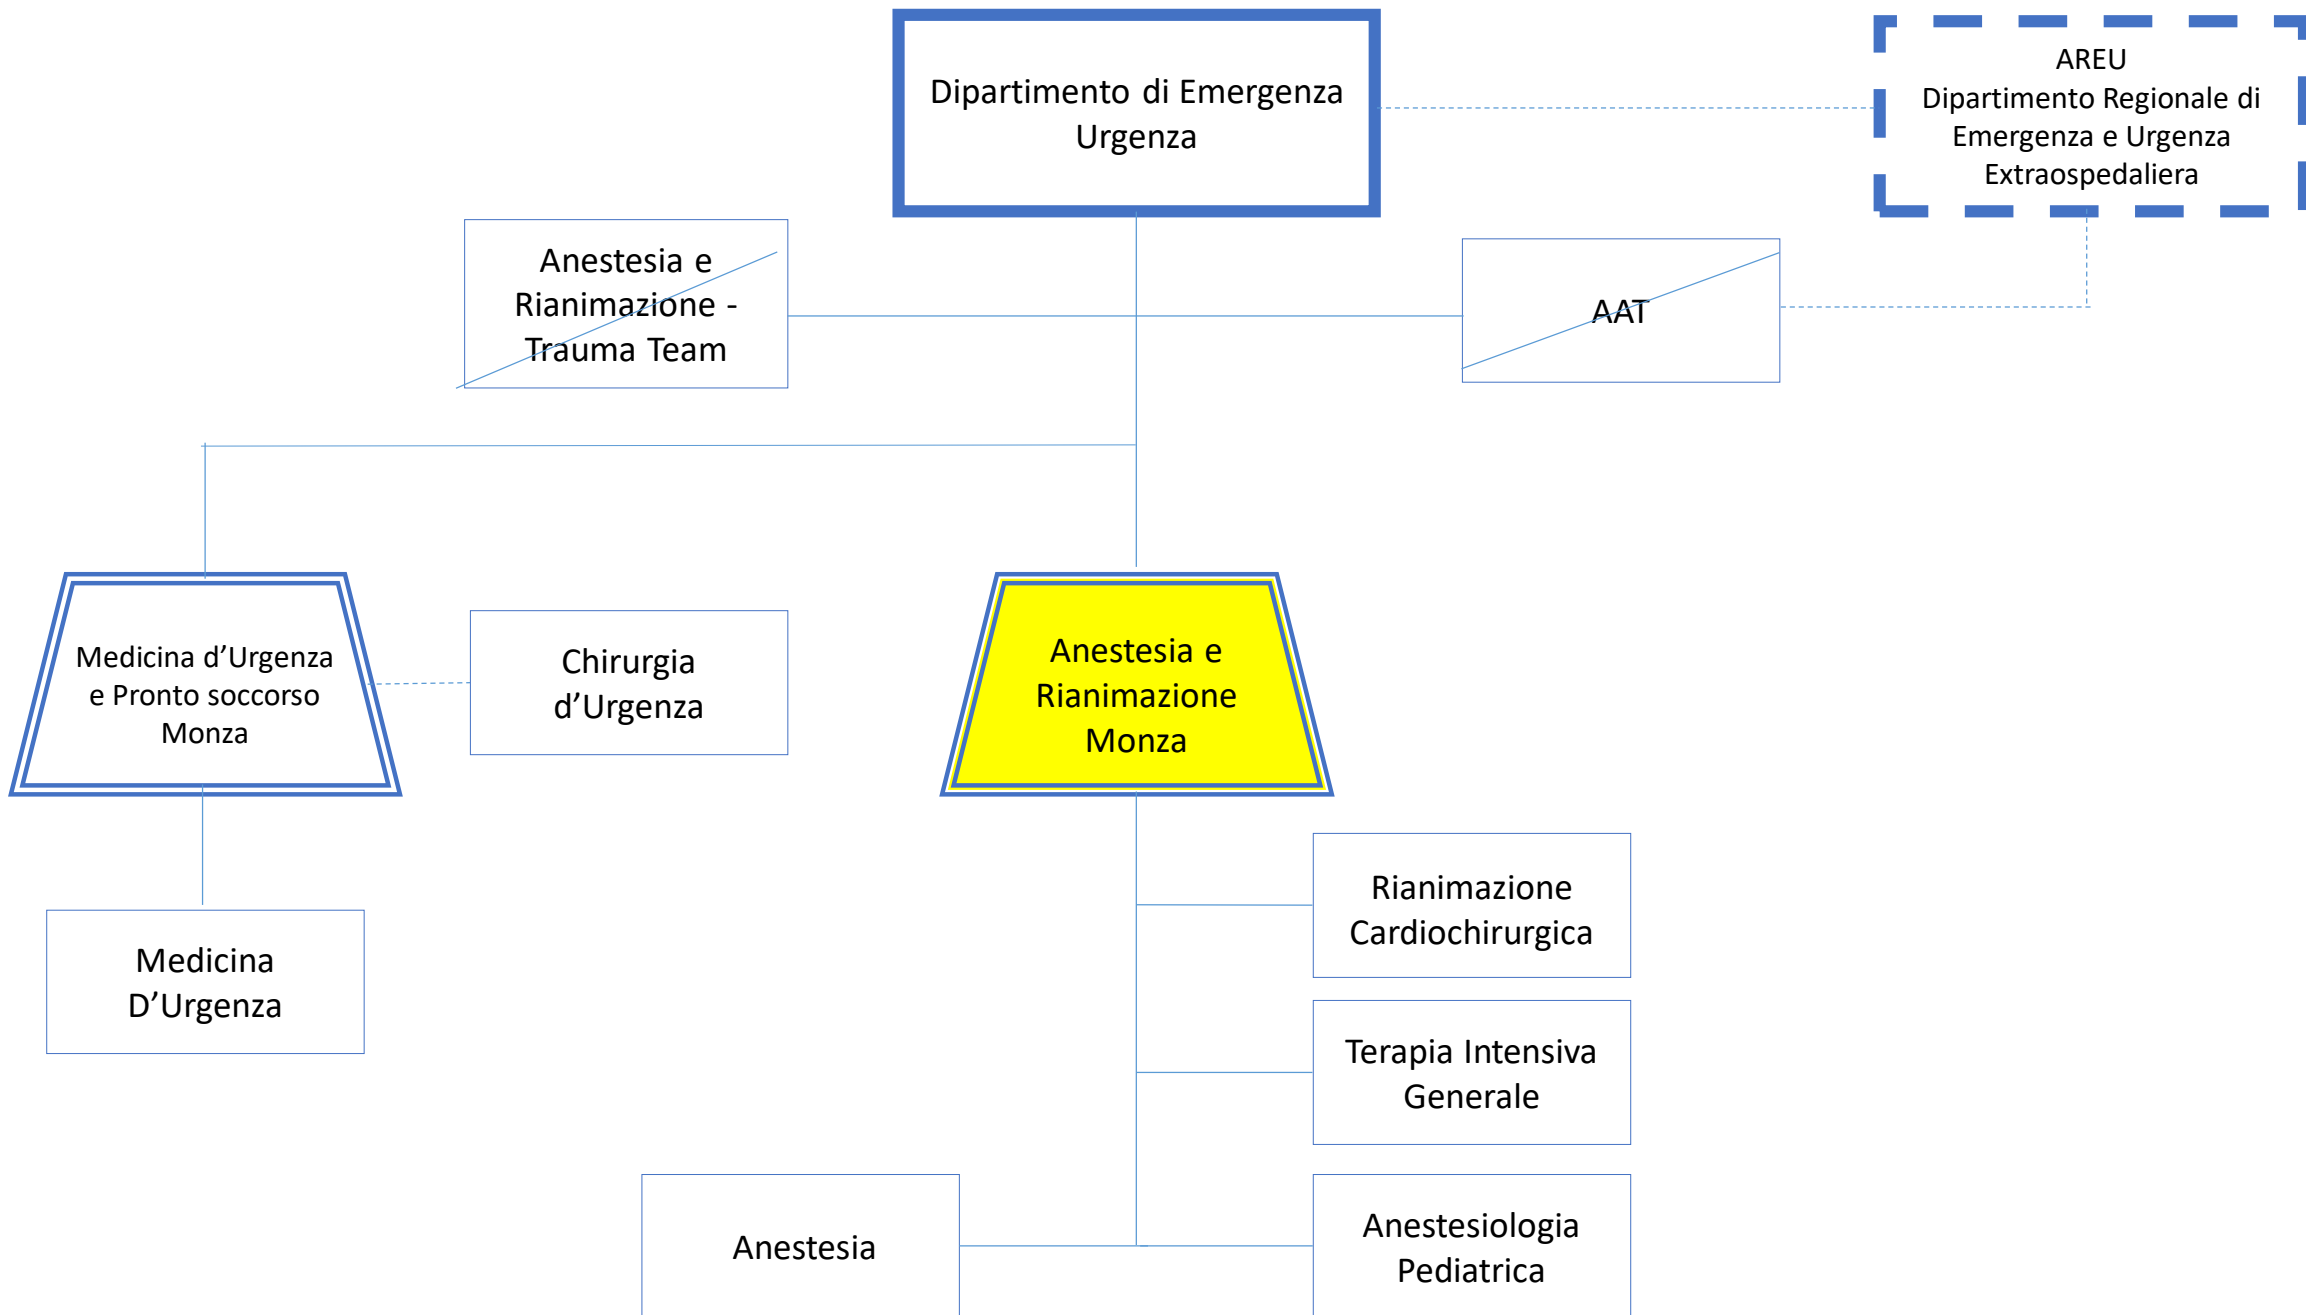 Dipartimento di Emergenza
Urgenza
AREU
Dipartimento Regionale di
Emergenza e Urgenza
Extraospedaliera
Anestesia e
Rianimazione -
Trauma Team
AAT
Medicina d’Urgenza
e Pronto soccorso
Monza
Chirurgia
d’Urgenza
Anestesia e
Rianimazione
Monza
Rianimazione
Cardiochirurgica
Medicina
D’Urgenza
Terapia Intensiva
Generale
Anestesia
Anestesiologia
Pediatrica